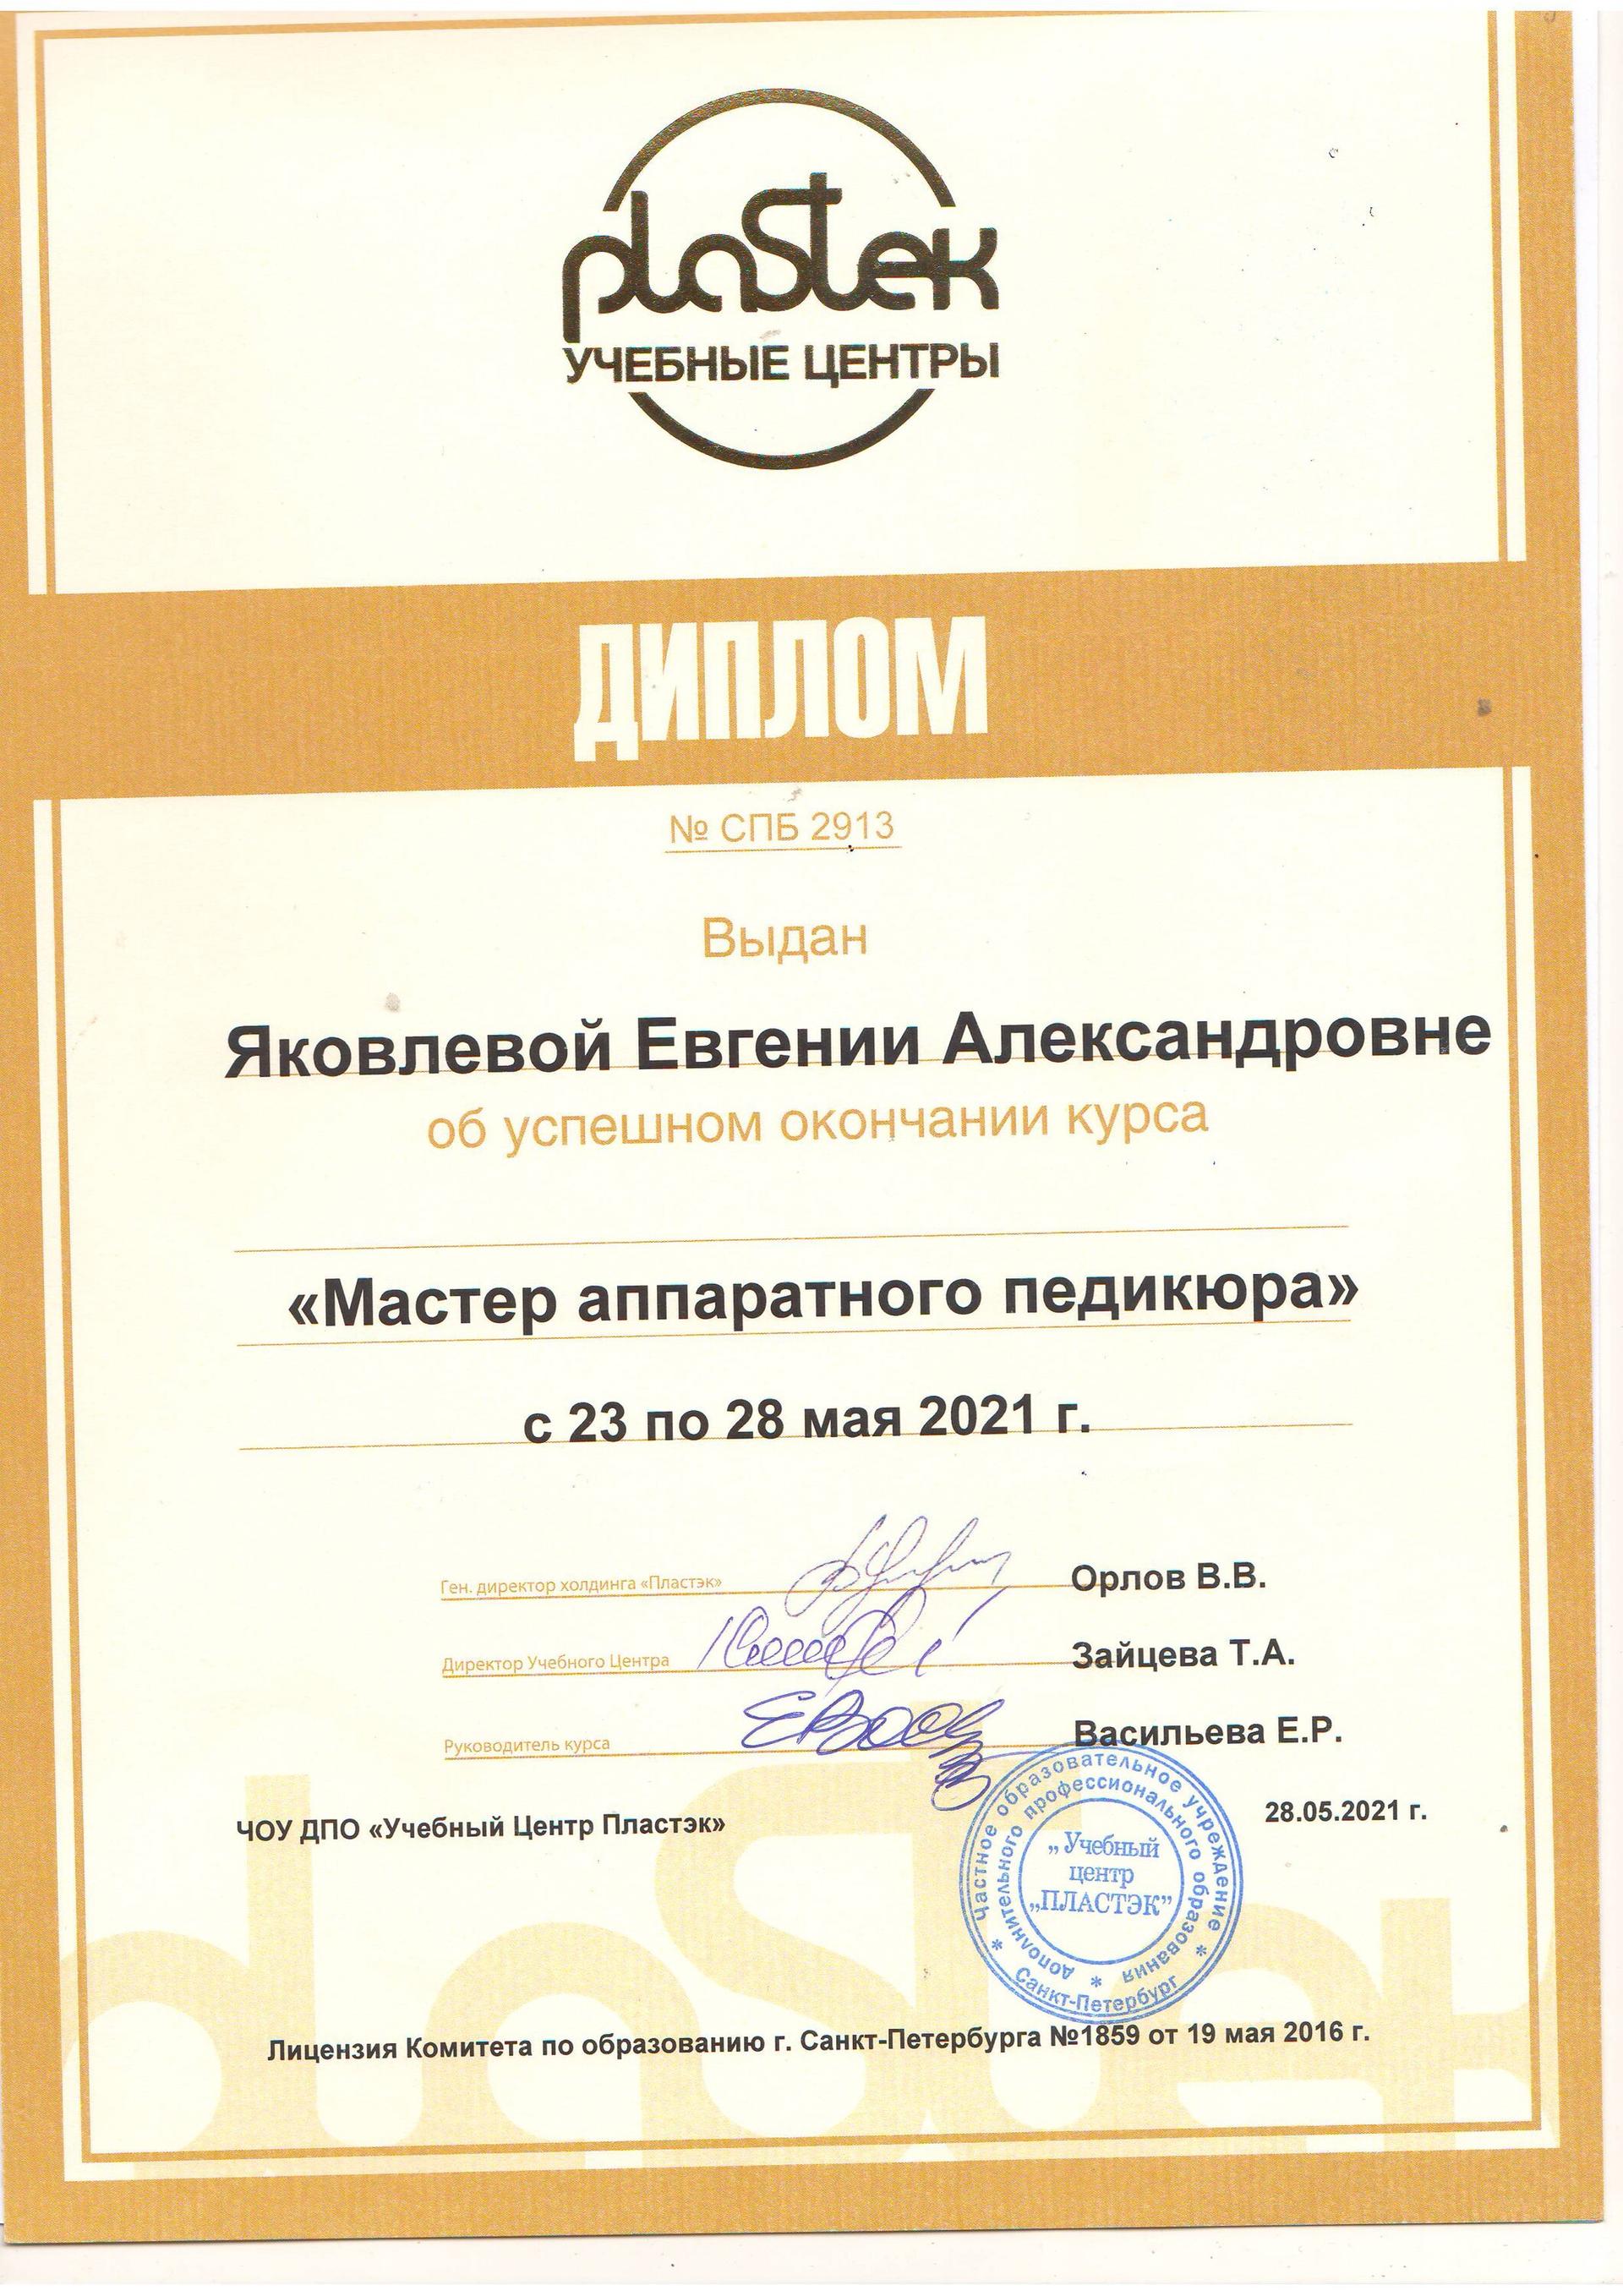 plastek
УЧЕБНЫЕ ЦЕНТРЫ
ДИПЛОМ
№ СПБ 2913
Выдан
Яковлевой Евгении Александровне
об успешном окончании курса
«Мастер аппаратного педикюра»
с 23 по 28 мая 2021 г.
Ген. директор холдинга «Пластэк» Орлов В.В.
Директор Учебного Центра Зайцева Т.А.
Руководитель курса Васильева Е.Р.
ЧОУ ДПО «Учебный Центр Пластэк» 28.05.2021 г.
Частное образовательное учреждение * Санкт-Петербург *
дополнительного профессионального образования *
„Учебный
центр
„ПЛАСТЭК”
Лицензия Комитета по образованию г. Санкт-Петербурга №1859 от 19 мая 2016 г.
plastek